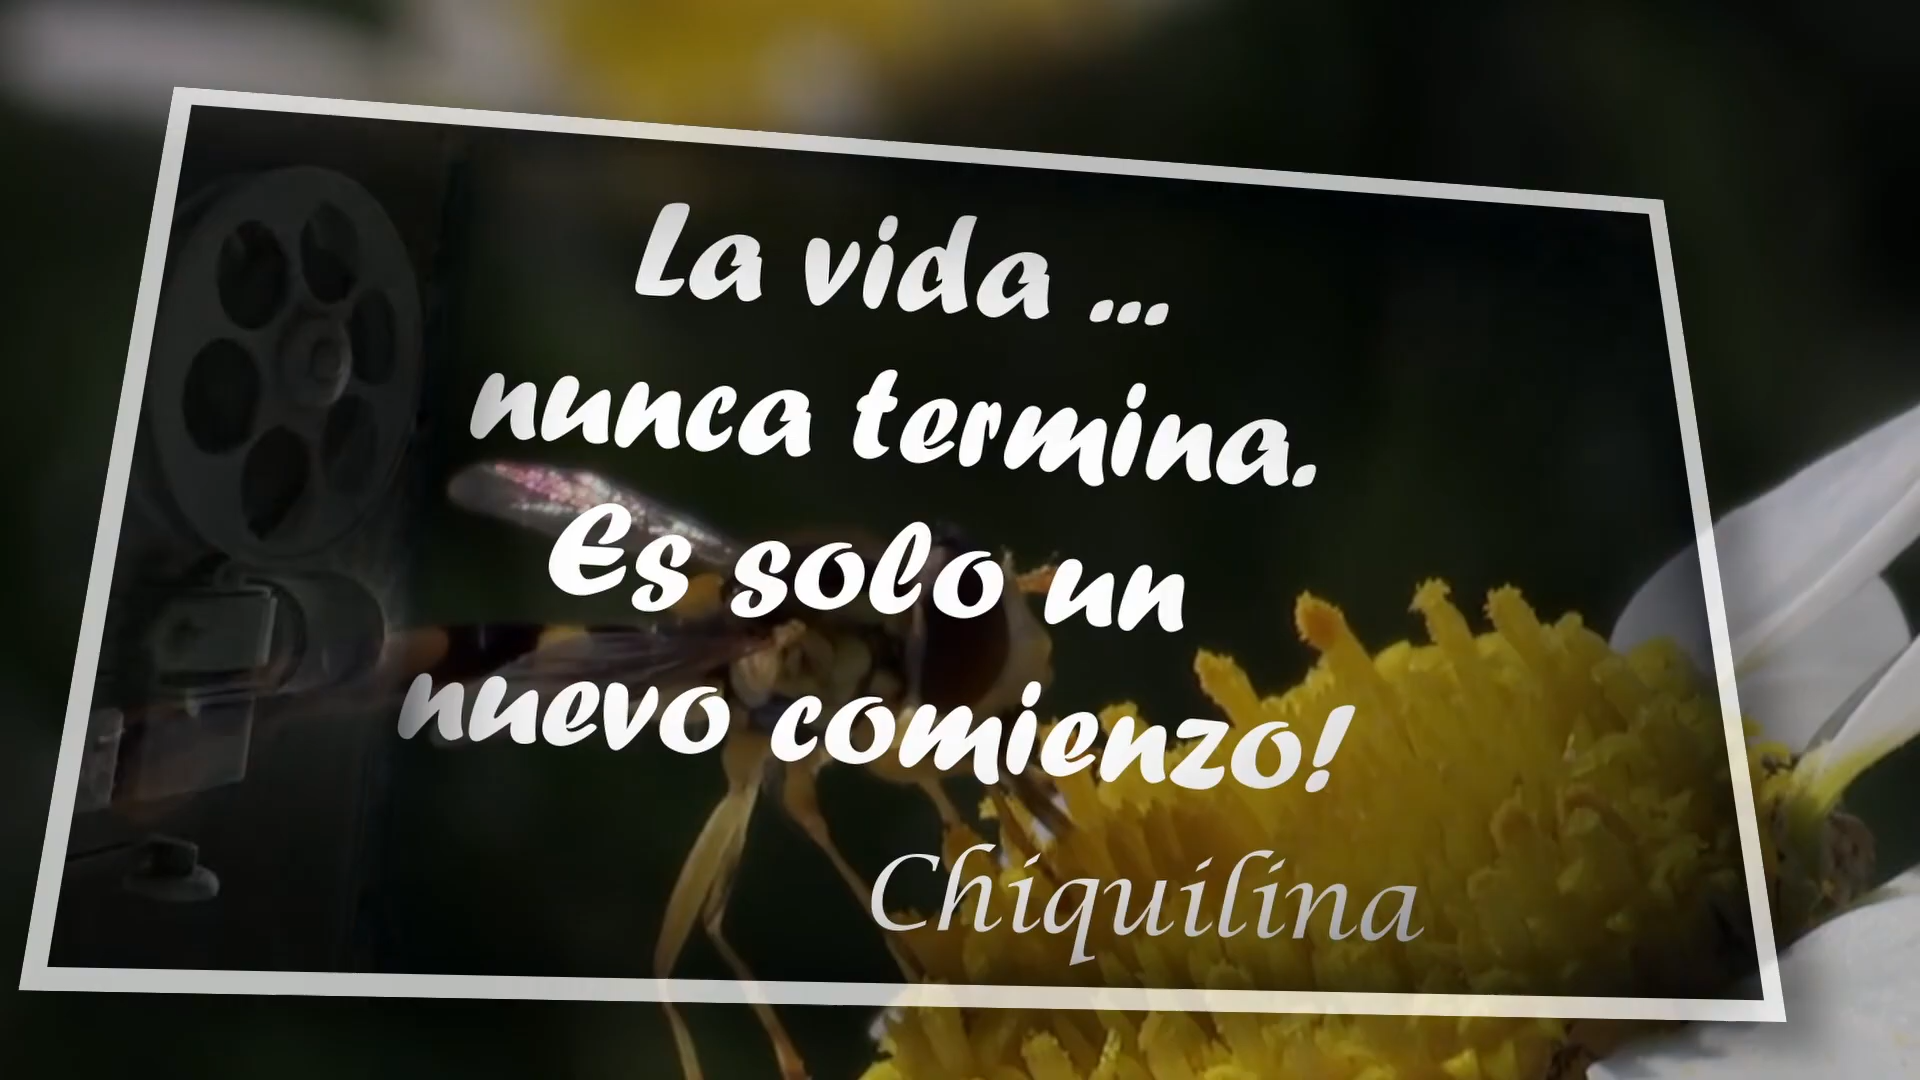 La vida ...
nunca termina.
Es solo un
nuevo comienzo!
Chiquilina